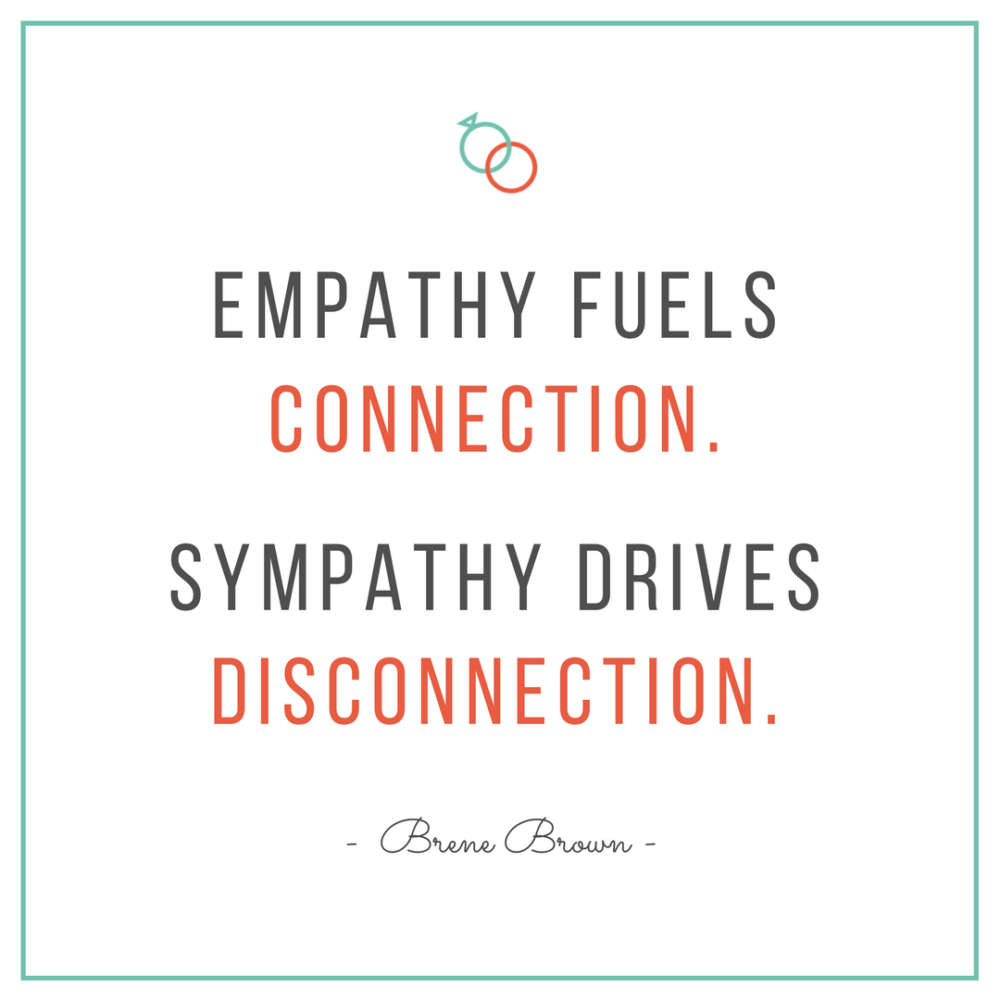 EMPATHY FUELS
CONNECTION.
SYMPATHY DRIVES
DISCONNECTION.
- Brene Brown -